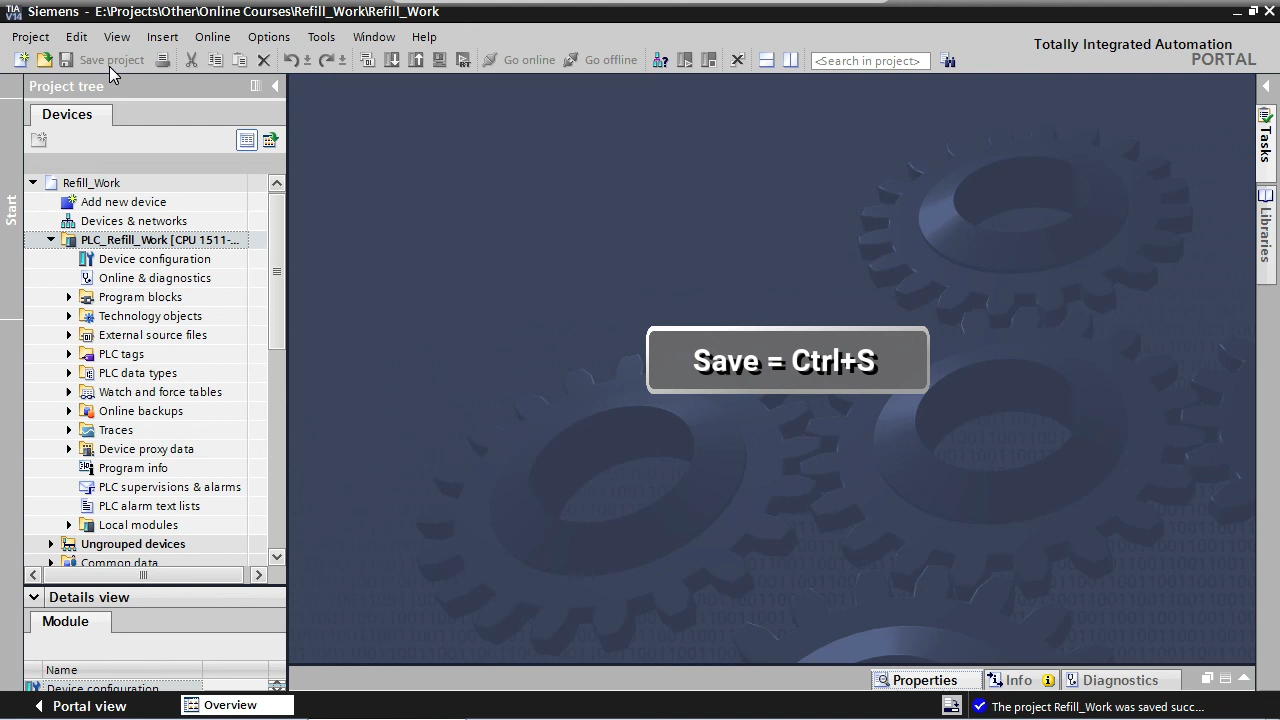 TIA
V14
Siemens - E:\Projects\Other\Online Courses\Refill_Work\Refill_Work
Project Edit View Insert Online Options Tools Window Help
Totally Integrated Automation
PORTAL
Save project
Go online
Go offline
<Search in project>
Project tree
Devices
Start
Refill_Work
Add new device
Devices & networks
PLC_Refill_Work [CPU 1511-...
Device configuration
Online & diagnostics
Program blocks
Technology objects
External source files
PLC tags
PLC data types
Watch and force tables
Online backups
Traces
Device proxy data
Program info
PLC supervisions & alarms
PLC alarm text lists
Local modules
Ungrouped devices
Common data
Details view
Module
Name
Device configuration
Save = Ctrl+S
Tasks
Libraries
Properties
Info
Diagnostics
Portal view
Overview
The project Refill_Work was saved succ...